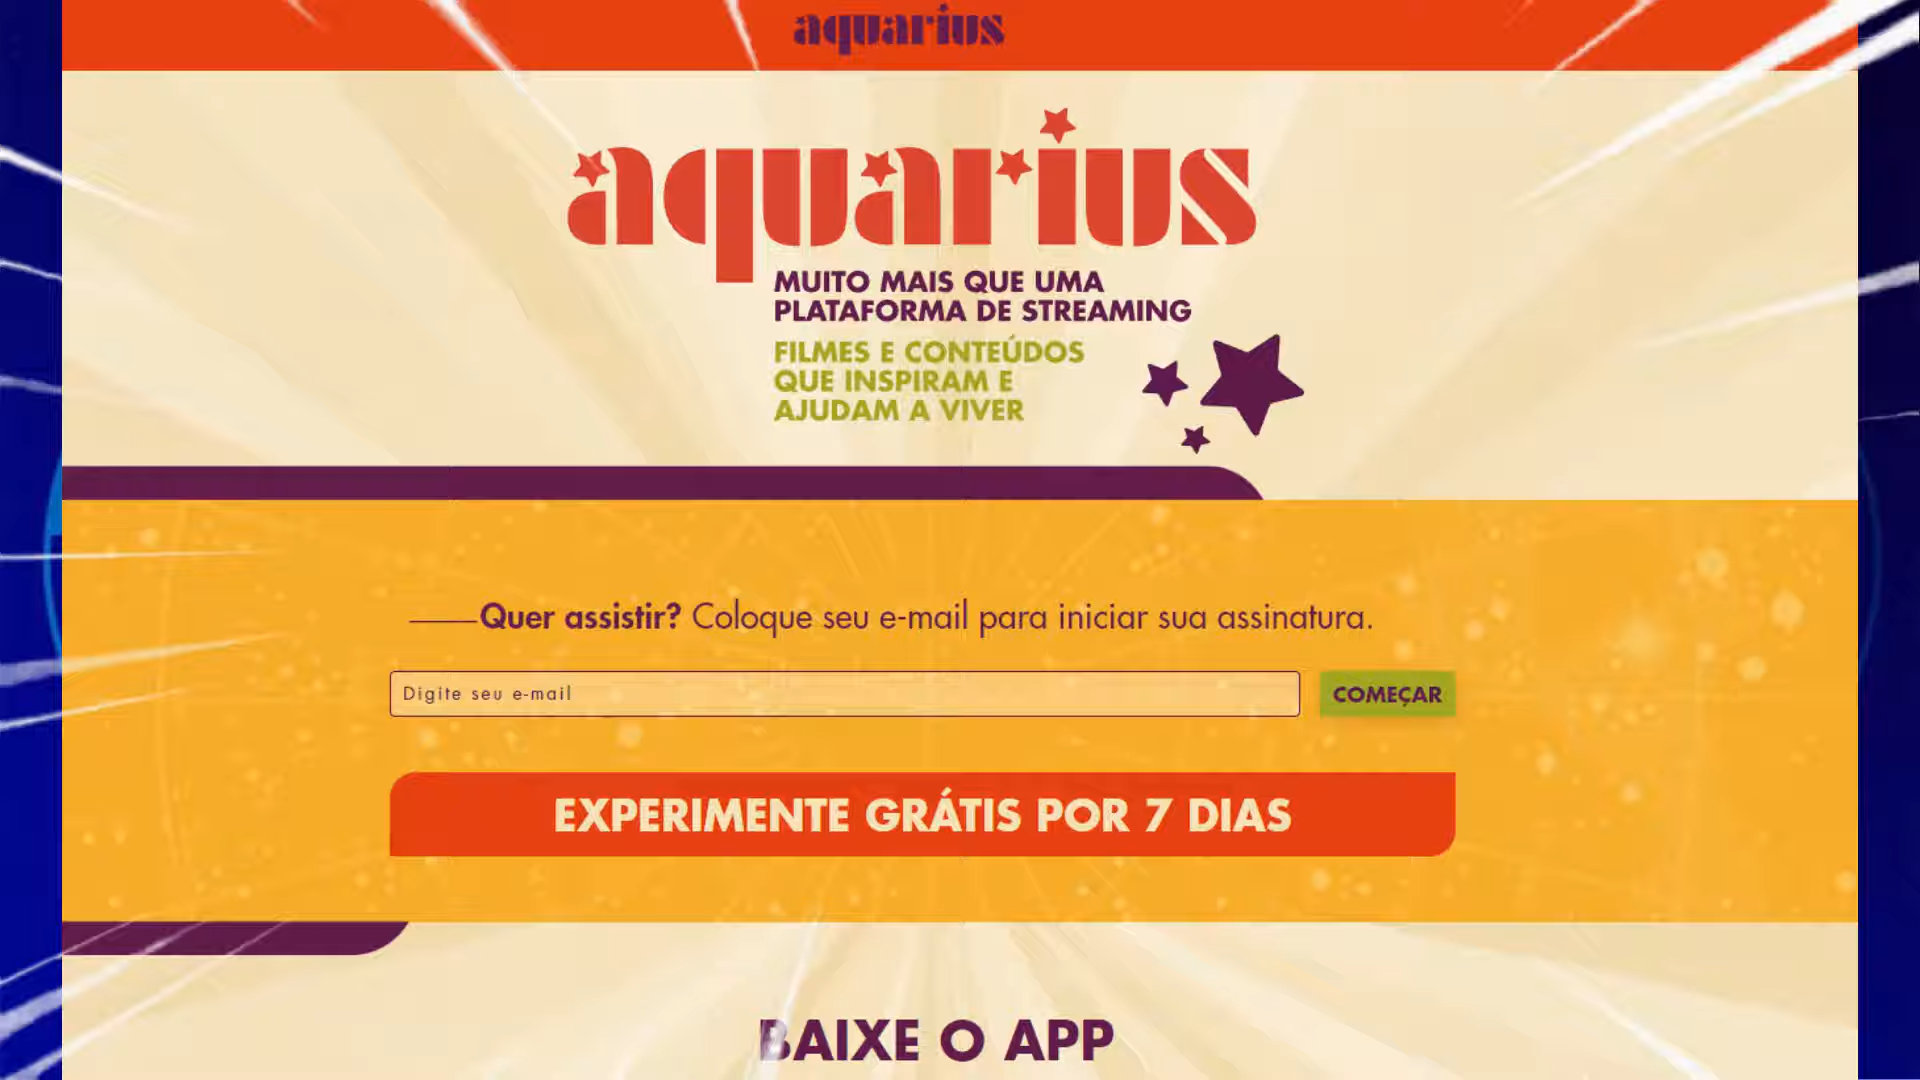 aquarius
aquarius
MUITO MAIS QUE UMA
PLATAFORMA DE STREAMING
FILMES E CONTEÚDOS
QUE INSPIRAM E
AJUDAM A VIVER
Quer assistir? Coloque seu e-mail para iniciar sua assinatura.
Digite seu e-mail
COMEÇAR
EXPERIMENTE GRÁTIS POR 7 DIAS
BAIXE O APP